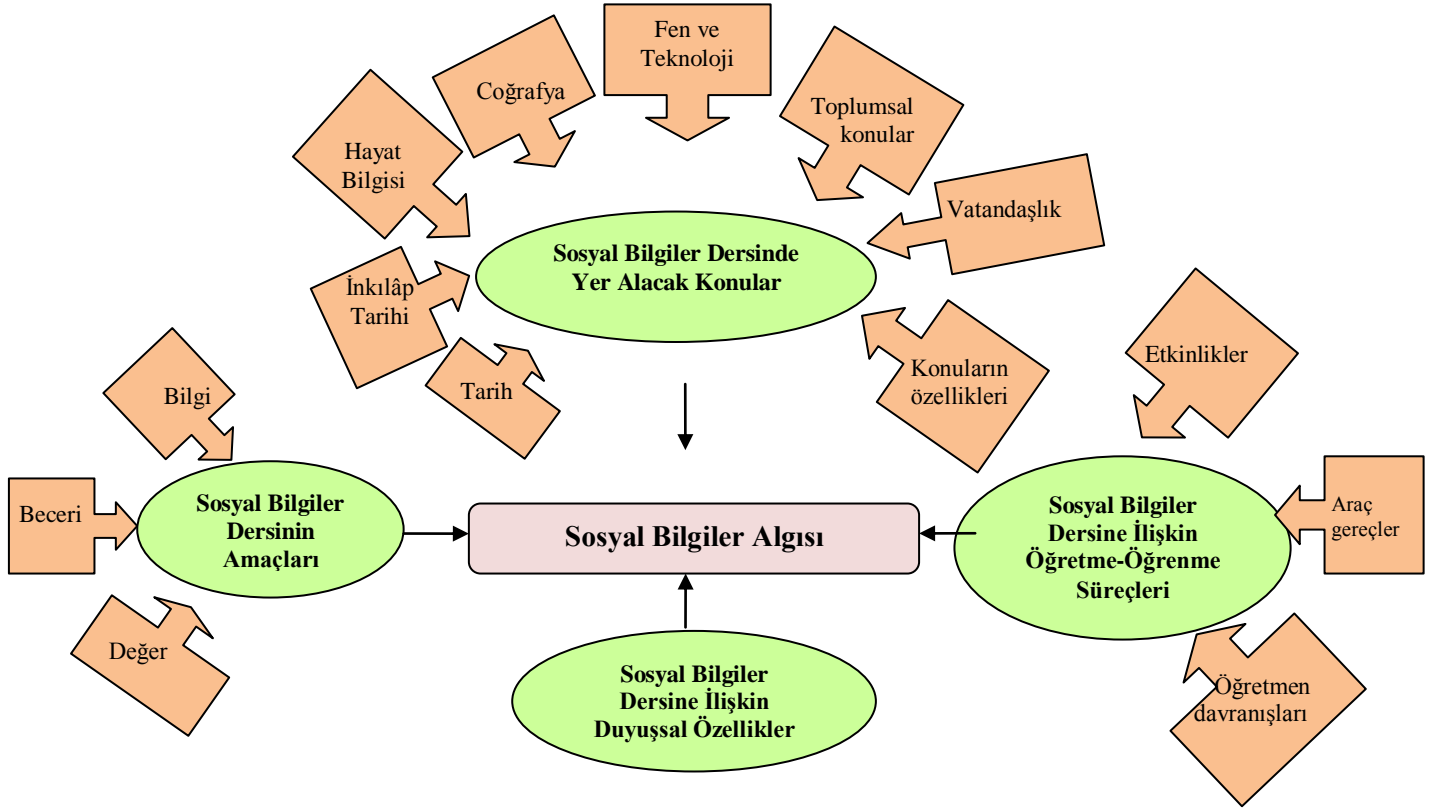 Fen ve
Teknoloji
Coğrafya
Toplumsal
konular
Hayat
Bilgisi
Vatandaşlık
Sosyal Bilgiler Dersinde
Yer Alacak Konular
İnkılâp
Tarihi
Tarih
Konuların
özellikleri
Etkinlikler
Bilgi
Beceri
Değer
Sosyal Bilgiler
Dersinin
Amaçları
Sosyal Bilgiler Algısı
Sosyal Bilgiler
Dersine İlişkin
Öğretme-Öğrenme
Süreçleri
Araç
gereçler
Öğretmen
davranışları
Sosyal Bilgiler
Dersine İlişkin
Duyuşsal Özellikler